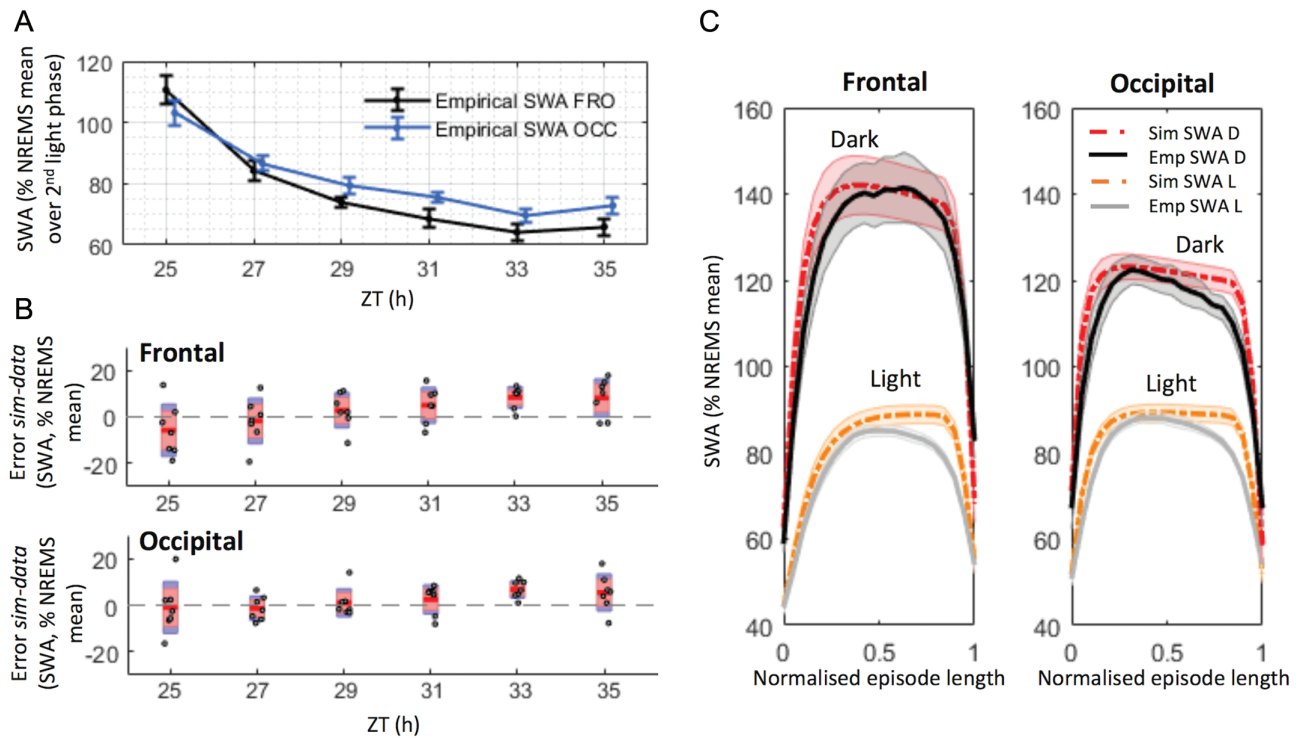 A
SWA (% NREMS mean
over 2nd light phase)
120
100
80
60
Empirical SWA FRO
Empirical SWA OCC
25 27 29 31 33 35
ZT (h)
B
Frontal
Error sim-data
(SWA, % NREMS
mean)
20
0
-20
25 27 29 31 33 35
Occipital
Error sim-data
(SWA, % NREMS
mean)
20
0
-20
25 27 29 31 33 35
ZT (h)
C
Frontal
SWA (% NREMS mean)
160
140
120
100
80
60
40
Dark
Light
0 0.5 1
Normalised episode length
Occipital
160
140
120
100
80
60
40
Sim SWA D
Emp SWA D
Sim SWA L
Emp SWA L
Dark
Light
0 0.5 1
Normalised episode length